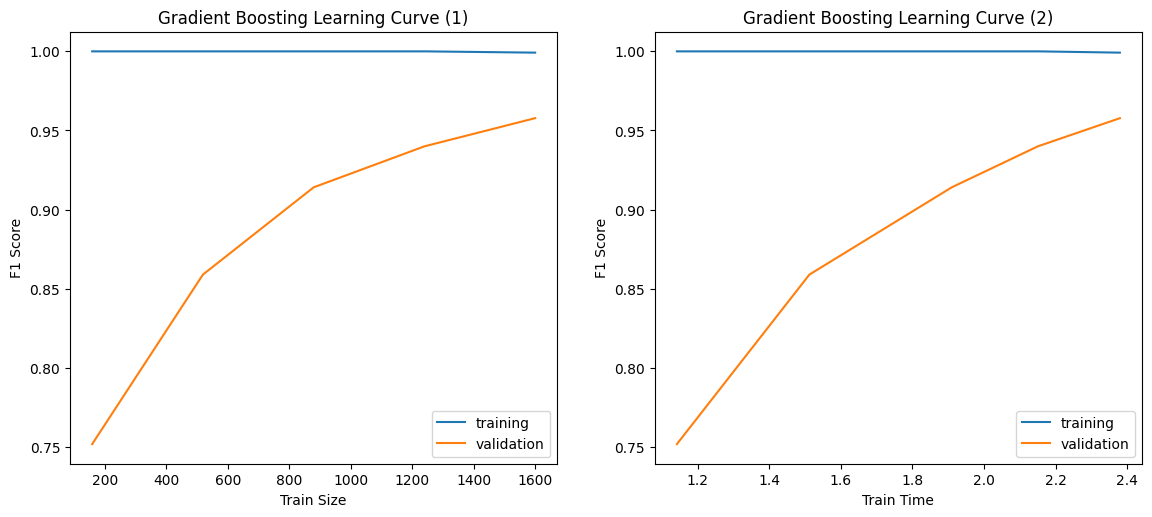 Gradient Boosting Learning Curve (1)
1.00
0.95
0.90
0.85
0.80
0.75
F1 Score
200 400 600 800 1000 1200 1400 1600
Train Size
training
validation
Gradient Boosting Learning Curve (2)
1.00
0.95
0.90
0.85
0.80
0.75
F1 Score
1.2 1.4 1.6 1.8 2.0 2.2 2.4
Train Time
training
validation